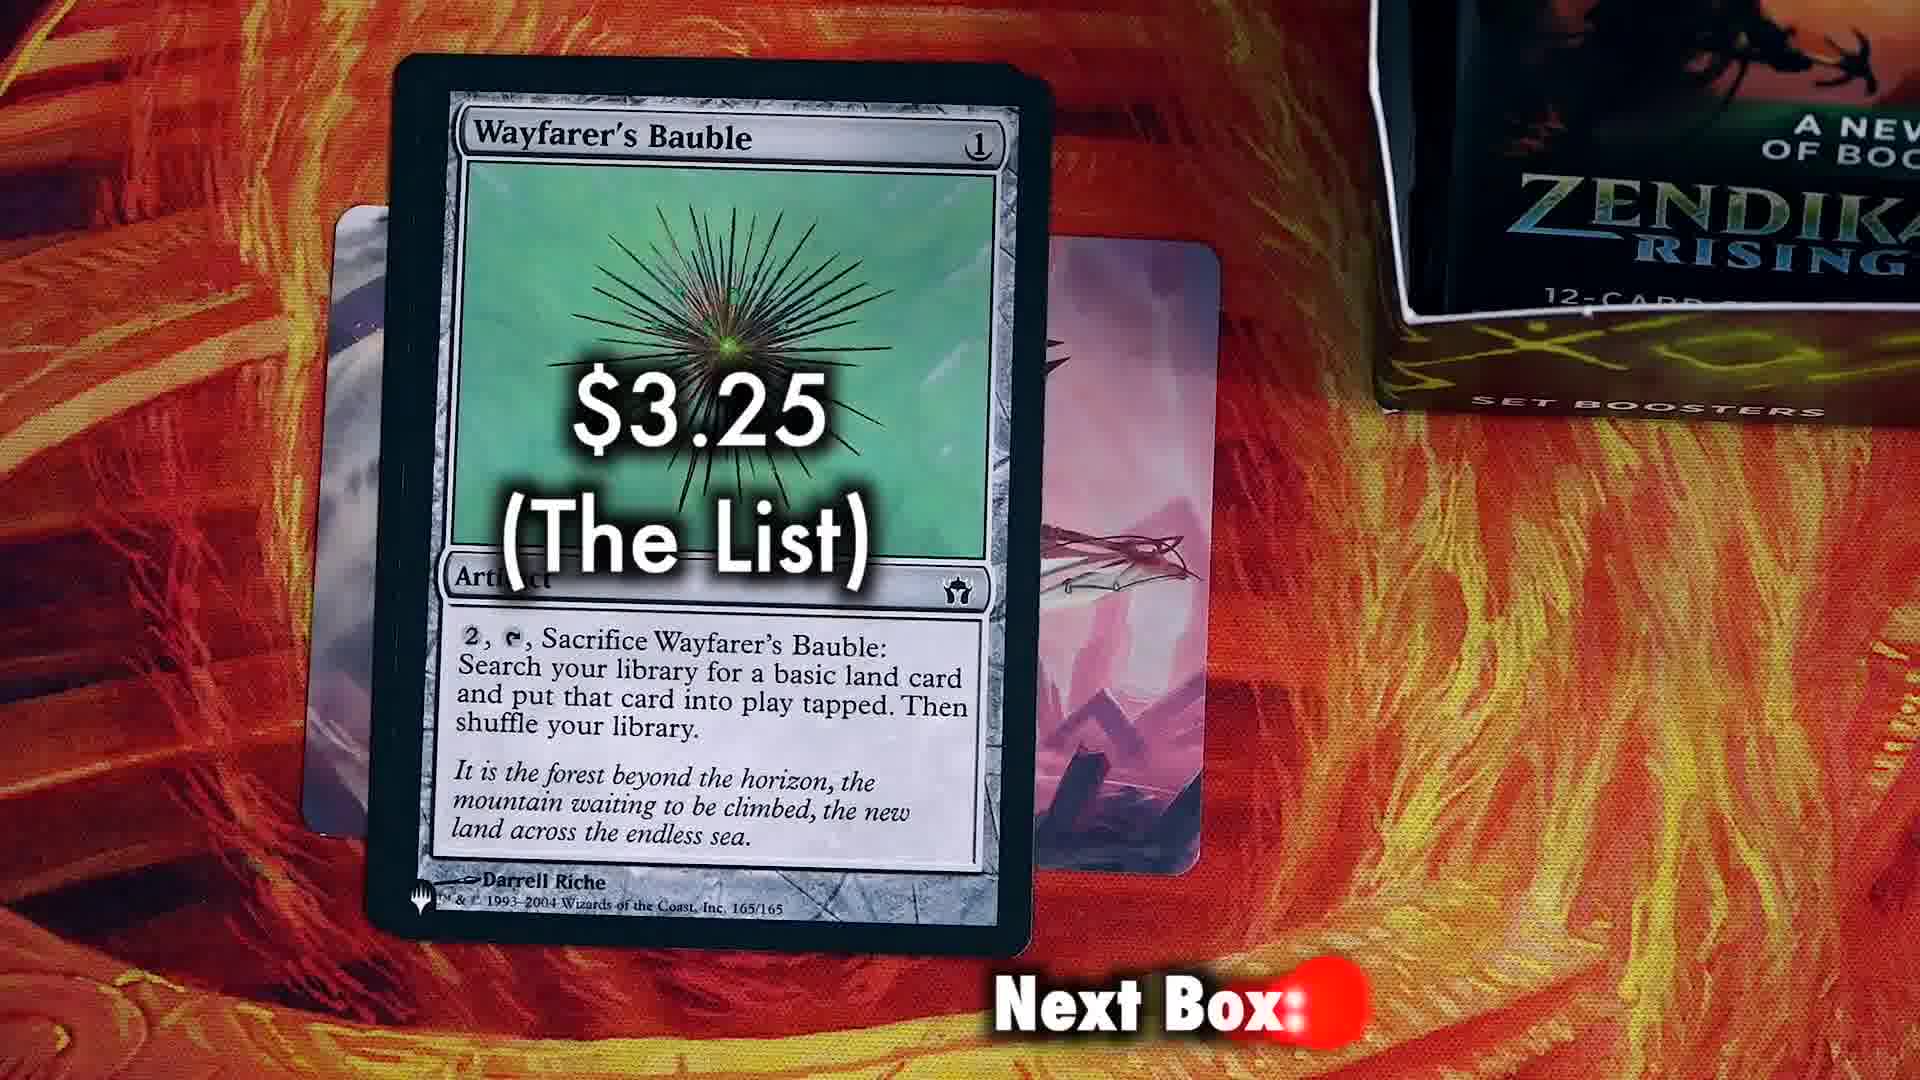 Wayfarer's Bauble 1
$3.25
(The List)
2, , Sacrifice Wayfarer's Bauble:
Search your library for a basic land card
and put that card into play tapped. Then
shuffle your library.
It is the forest beyond the horizon, the
mountain waiting to be climbed, the new
land across the endless sea.
Darrell Riche
™ & © 1993-2004 Wizards of the Coast, Inc. 165/165
A NEW
OF BOO
ZENDIKA
RISING
12-CARD
SET BOOSTERS
Next Box: